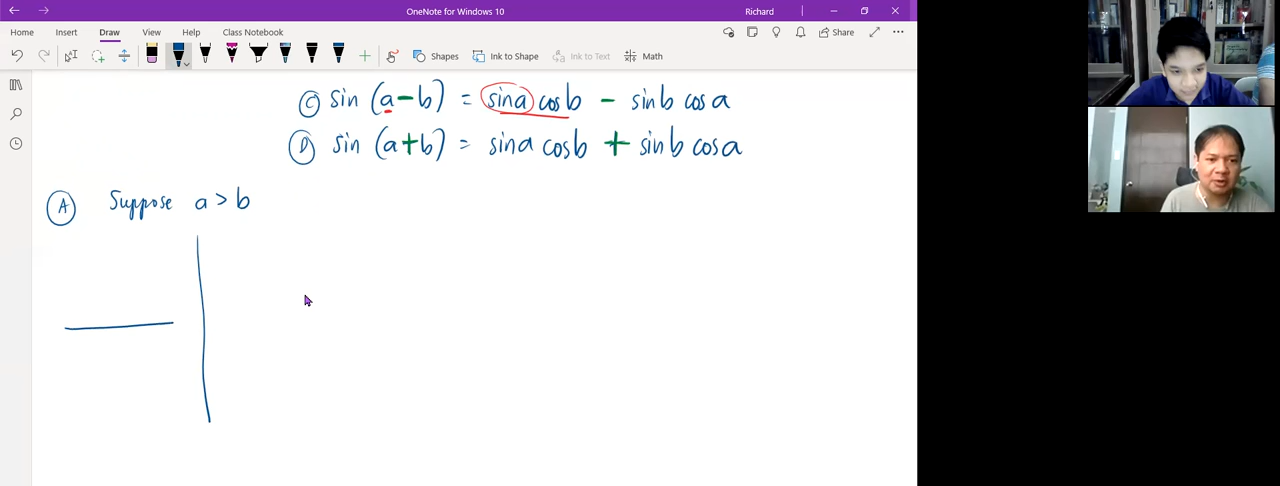 OneNote for Windows 10
Richard
Home Insert Draw View Help Class Notebook
Share
Shapes Ink to Shape Ink to Text Math
C sin (a-b) = sina cosb - sinb cosa
D sin (a+b) = sina cosb + sinb cosa
A Suppose a > b